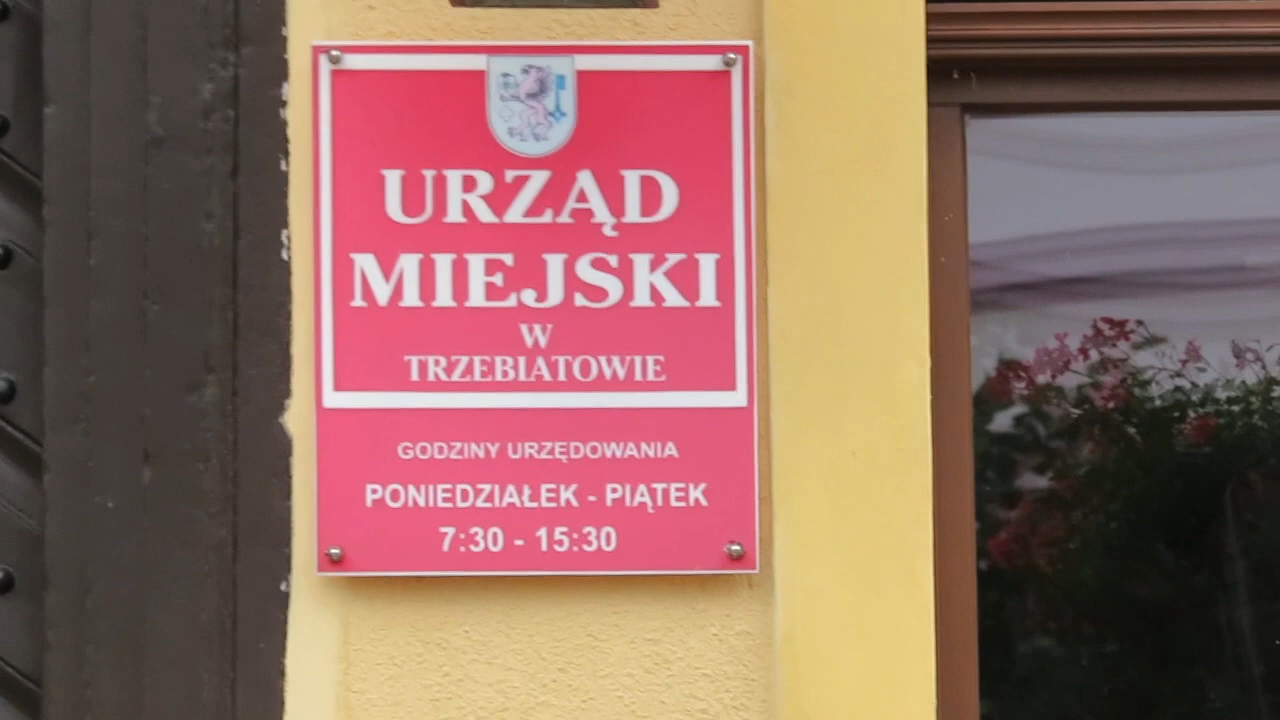 URZĄD
MIEJSKI
W
TRZEBIATOWIE
GODZINY URZĘDOWANIA
PONIEDZIAŁEK - PIĄTEK
7:30 - 15:30